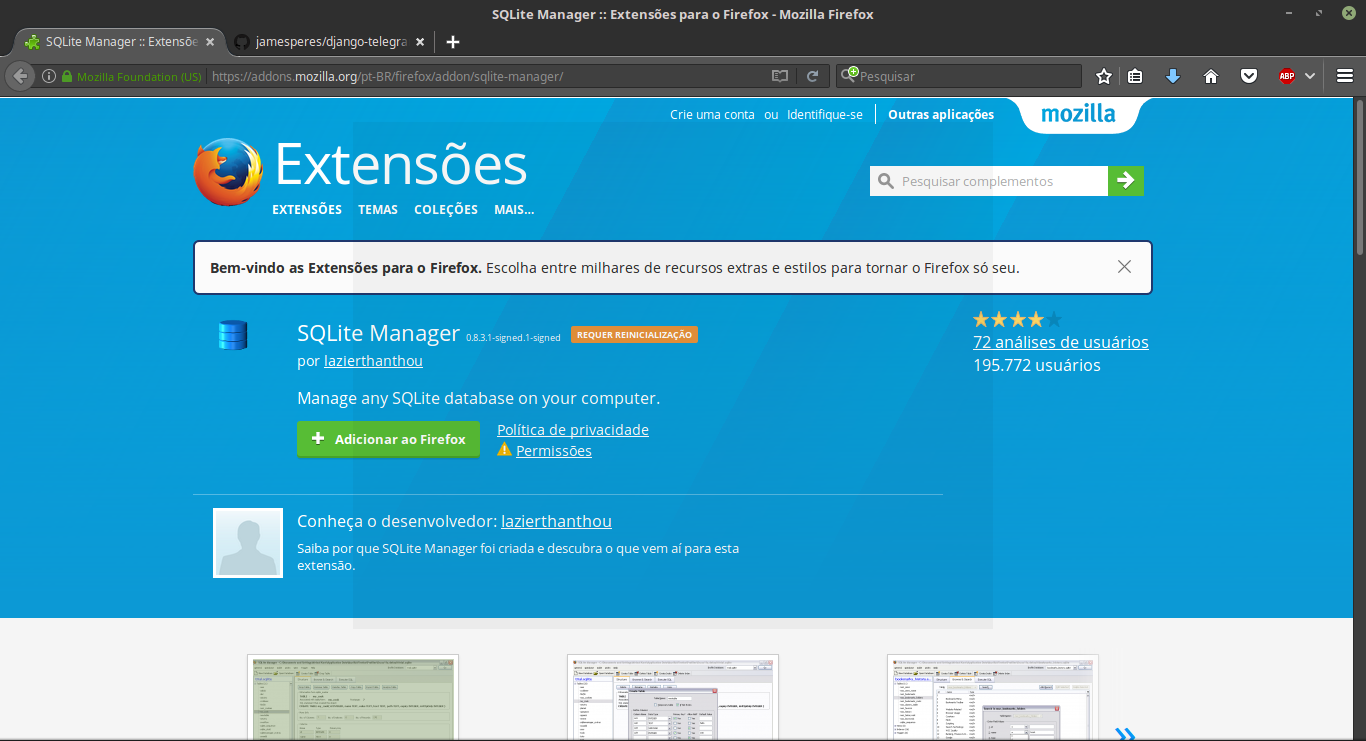 SQLite Manager :: Extensões para o Firefox - Mozilla Firefox
SQLite Manager :: Extensõe
jamesperes/django-telegra
Mozilla Foundation (US)
https://addons.mozilla.org/pt-BR/firefox/addon/sqlite-manager/
Pesquisar
ABP
Crie uma conta ou Identifique-se
Outras aplicações
mozilla
Extensões
Pesquisar complementos
EXTENSÕES TEMAS COLEÇÕES MAIS...
Bem-vindo as Extensões para o Firefox. Escolha entre milhares de recursos extras e estilos para tornar o Firefox só seu.
SQLite Manager 0.8.3.1-signed.1-signed REQUER REINICIALIZAÇÃO
por lazierthanthou
72 análises de usuários
195.772 usuários
Manage any SQLite database on your computer.
Adicionar ao Firefox
Política de privacidade
Permissões
Conheça o desenvolvedor: lazierthanthou
Saiba por que SQLite Manager foi criada e descubra o que vem aí para esta
extensão.